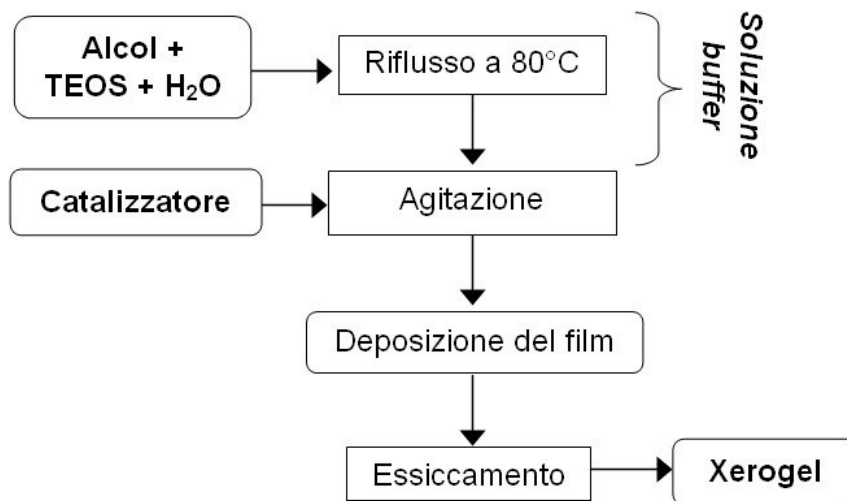 Alcol +
TEOS + H₂O
Riflusso a 80°C
Soluzione
buffer
Catalizzatore
Agitazione
Deposizione del film
Essiccamento
Xerogel